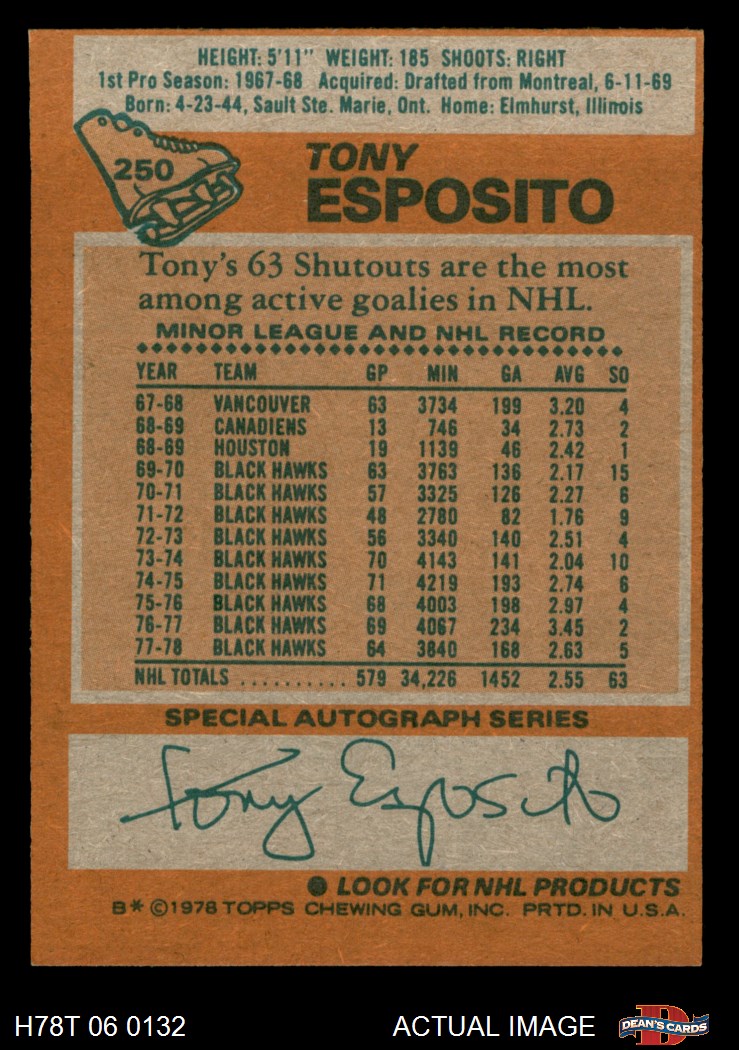 HEIGHT: 5'11" WEIGHT: 185 SHOOTS: RIGHT
1st Pro Season: 1967-68 Acquired: Drafted from Montreal, 6-11-69
Born: 4-23-44, Sault Ste. Marie, Ont. Home: Elmhurst, Illinois
250
TONY
ESPOSITO
Tony's 63 Shutouts are the most
among active goalies in NHL.
MINOR LEAGUE AND NHL RECORD
YEAR TEAM GP MIN GA AVG SO
67-68 VANCOUVER 63 3734 199 3.20 4
68-69 CANADIENS 13 746 34 2.73 2
68-69 HOUSTON 19 1139 46 2.42 1
69-70 BLACK HAWKS 63 3763 136 2.17 15
70-71 BLACK HAWKS 57 3325 126 2.27 6
71-72 BLACK HAWKS 48 2780 82 1.76 9
72-73 BLACK HAWKS 56 3340 140 2.51 4
73-74 BLACK HAWKS 70 4143 141 2.04 10
74-75 BLACK HAWKS 71 4219 193 2.74 6
75-76 BLACK HAWKS 68 4003 198 2.97 4
76-77 BLACK HAWKS 69 4067 234 3.45 2
77-78 BLACK HAWKS 64 3840 168 2.63 5
NHL TOTALS .......... 579 34,226 1452 2.55 63
SPECIAL AUTOGRAPH SERIES
Tony Esposito
● LOOK FOR NHL PRODUCTS
B* ©1978 TOPPS CHEWING GUM, INC. PRTD. IN U.S.A.
H78T 06 0132 ACTUAL IMAGE D DEAN'S CARDS